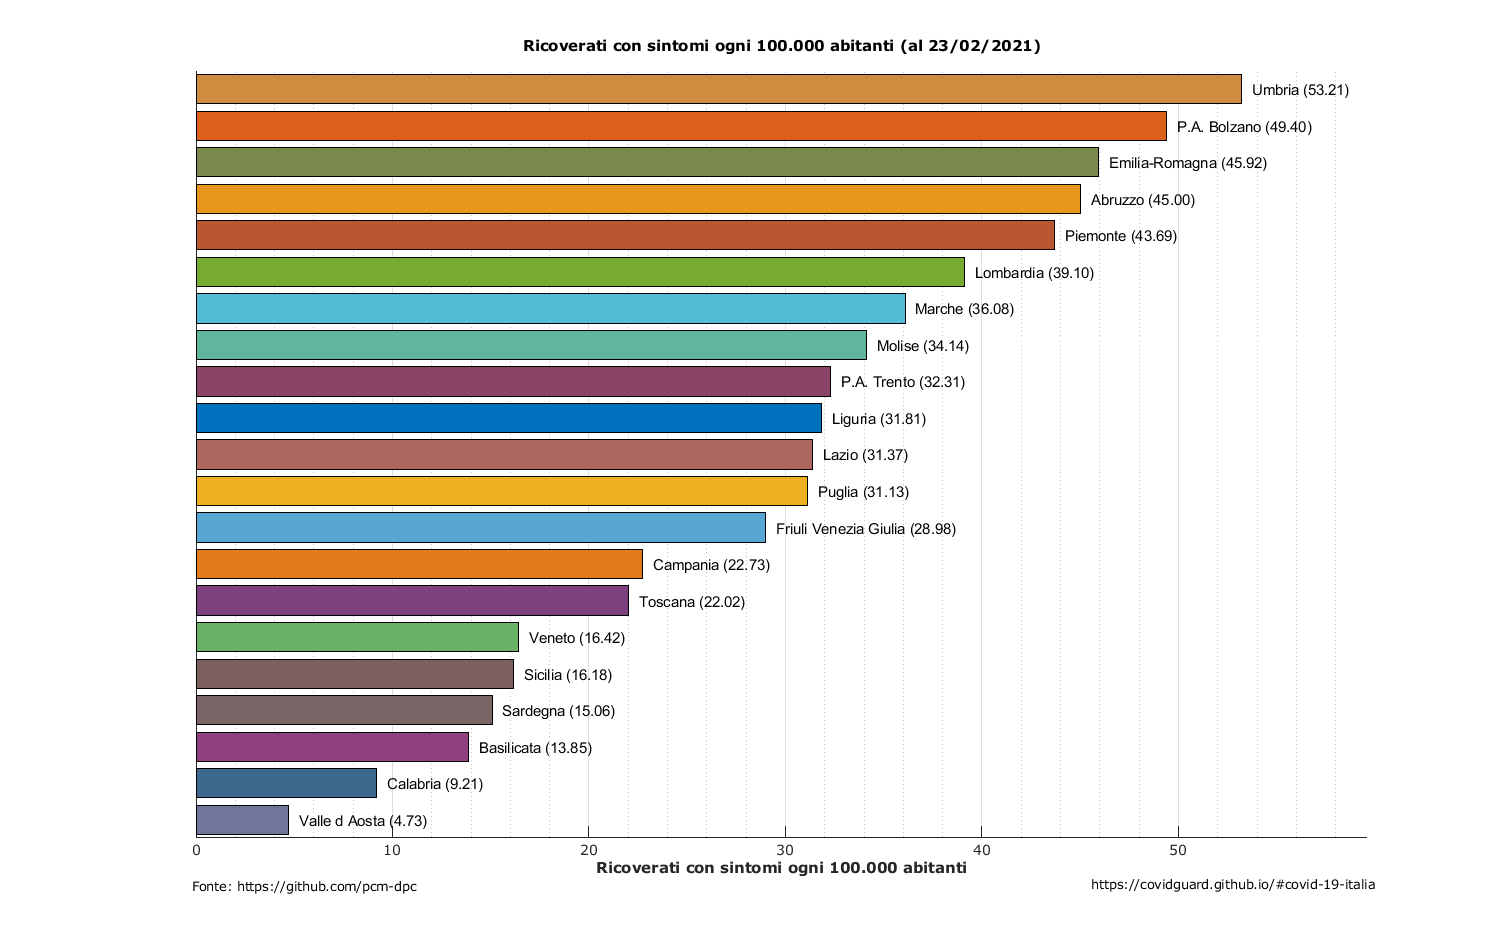 Ricoverati con sintomi ogni 100.000 abitanti (al 23/02/2021)
Umbria (53.21)
P.A. Bolzano (49.40)
Emilia-Romagna (45.92)
Abruzzo (45.00)
Piemonte (43.69)
Lombardia (39.10)
Marche (36.08)
Molise (34.14)
P.A. Trento (32.31)
Liguria (31.81)
Lazio (31.37)
Puglia (31.13)
Friuli Venezia Giulia (28.98)
Campania (22.73)
Toscana (22.02)
Veneto (16.42)
Sicilia (16.18)
Sardegna (15.06)
Basilicata (13.85)
Calabria (9.21)
Valle d Aosta (4.73)
0 10 20 30 40 50
Ricoverati con sintomi ogni 100.000 abitanti
Fonte: https://github.com/pcm-dpc
https://covidguard.github.io/#covid-19-italia